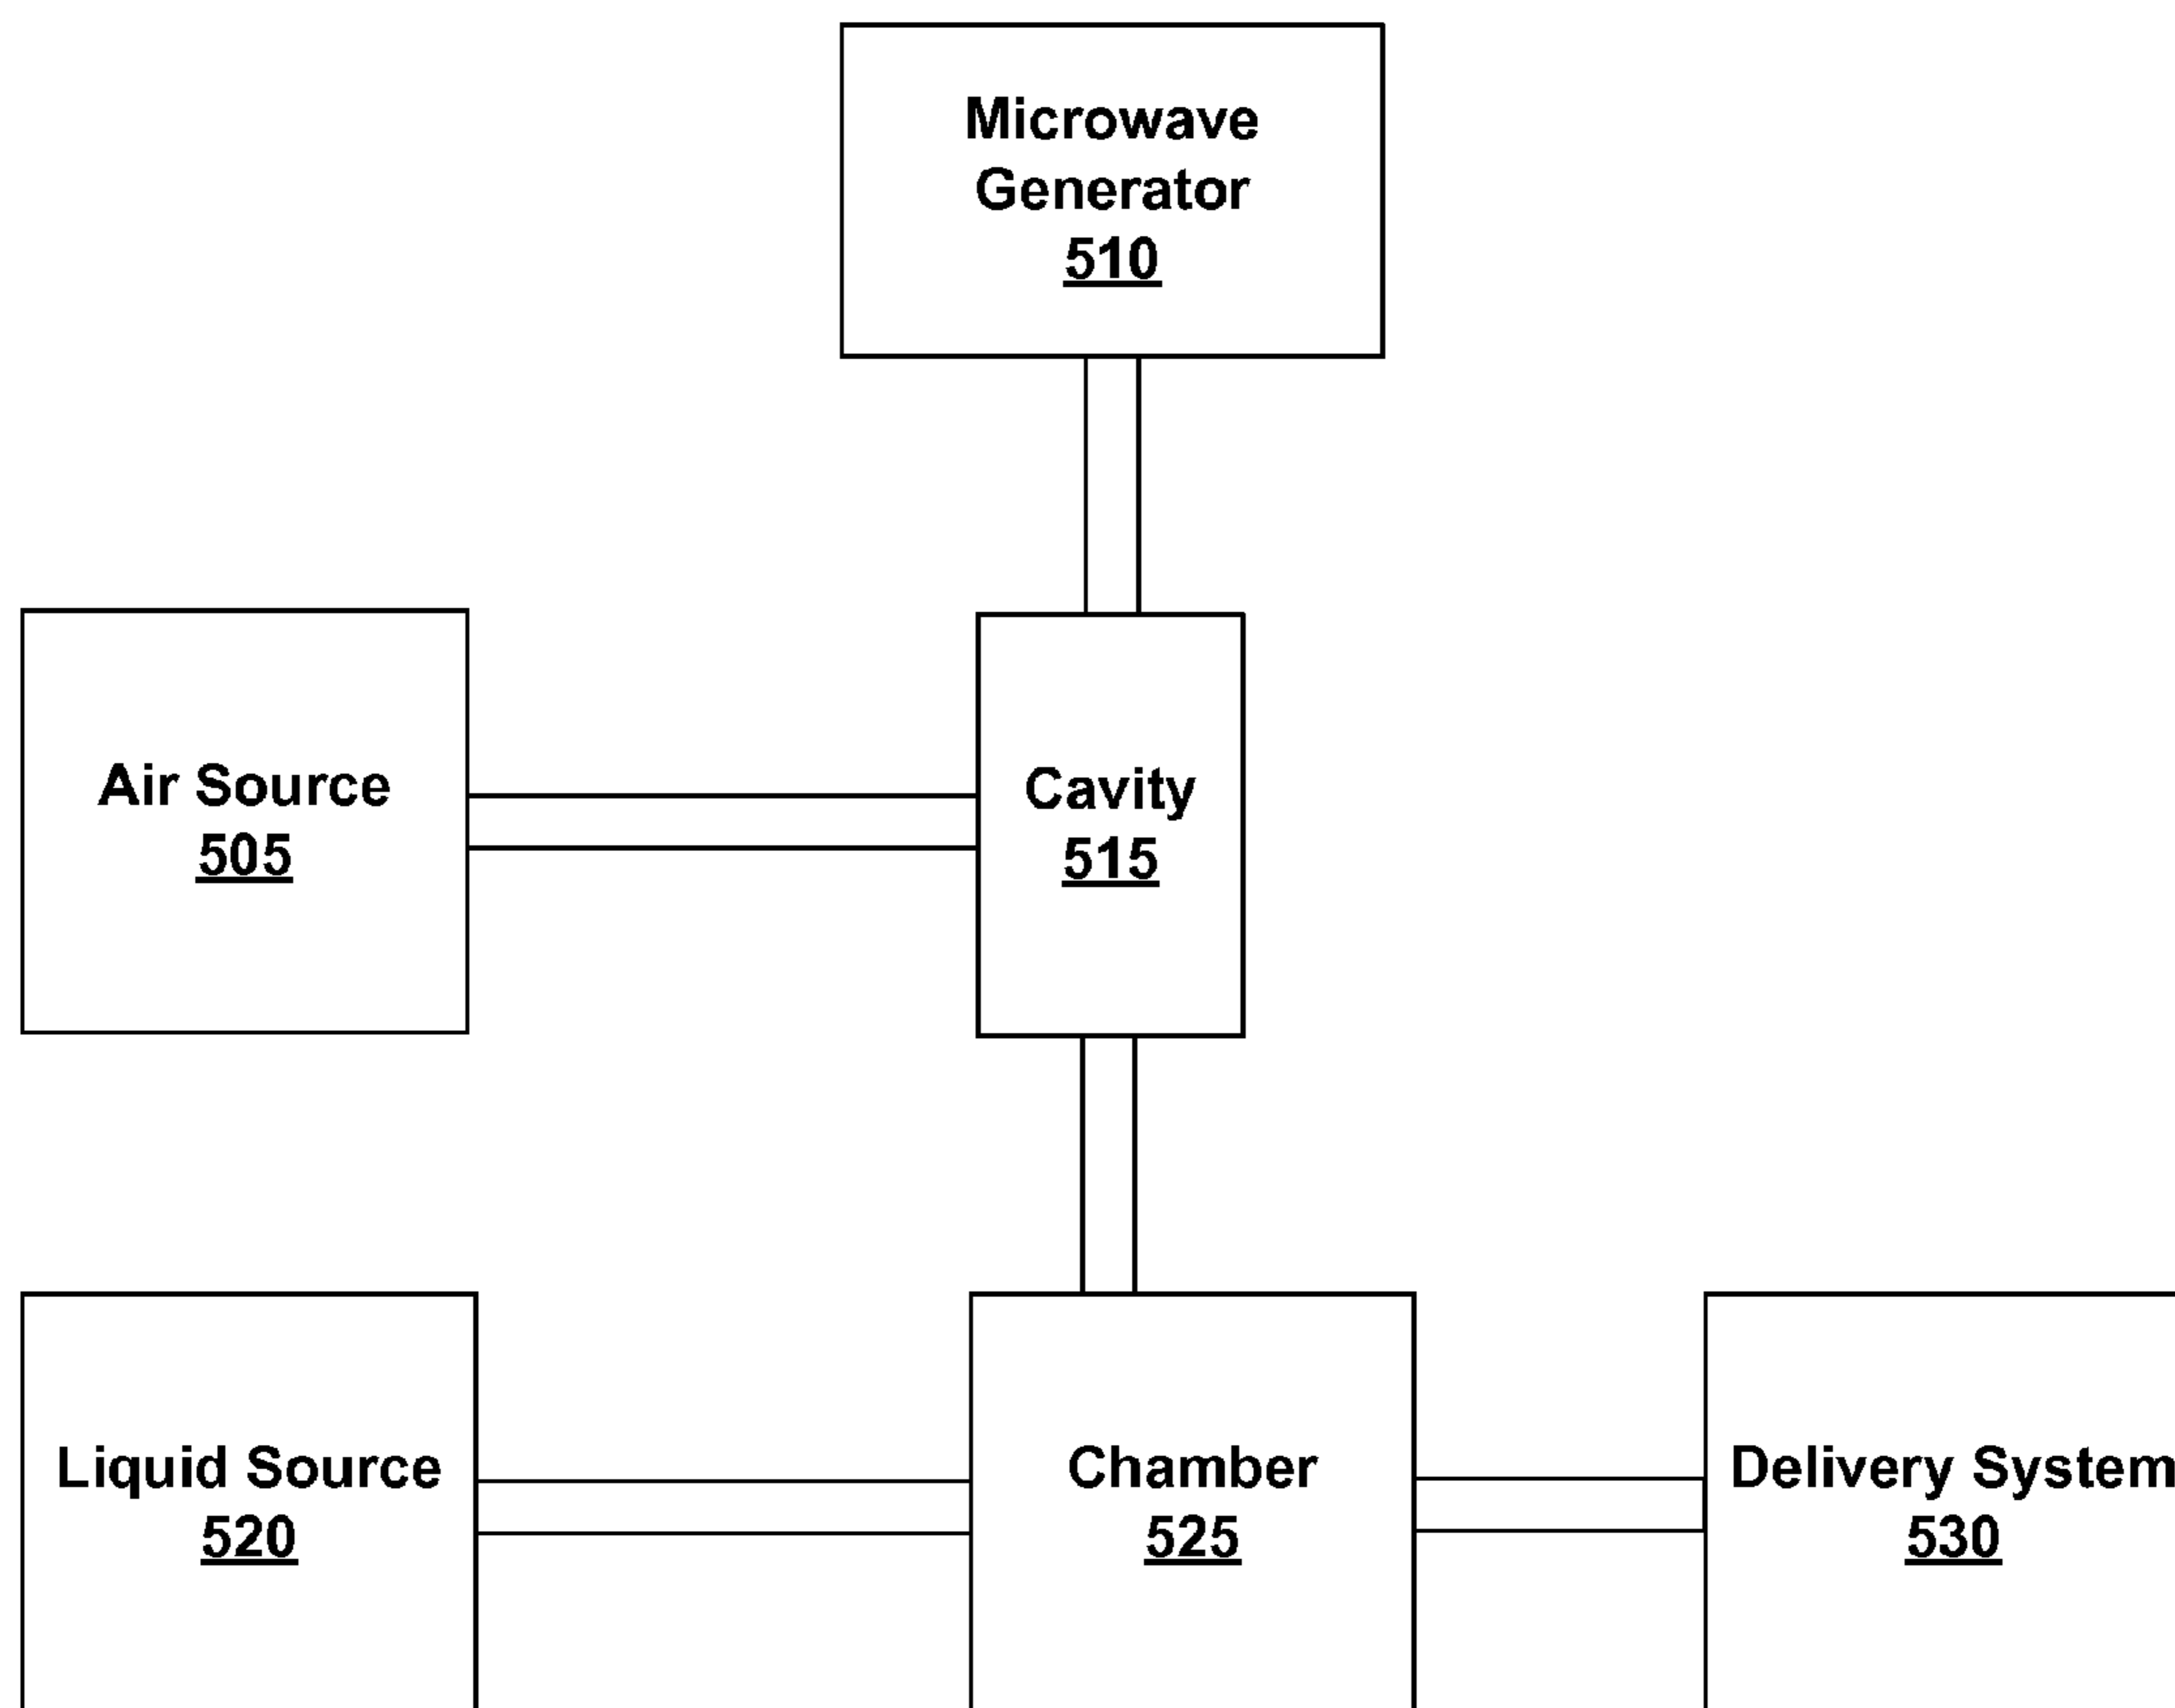 Microwave
Generator
510
Air Source
505
Cavity
515
Liquid Source
520
Chamber
525
Delivery System
530